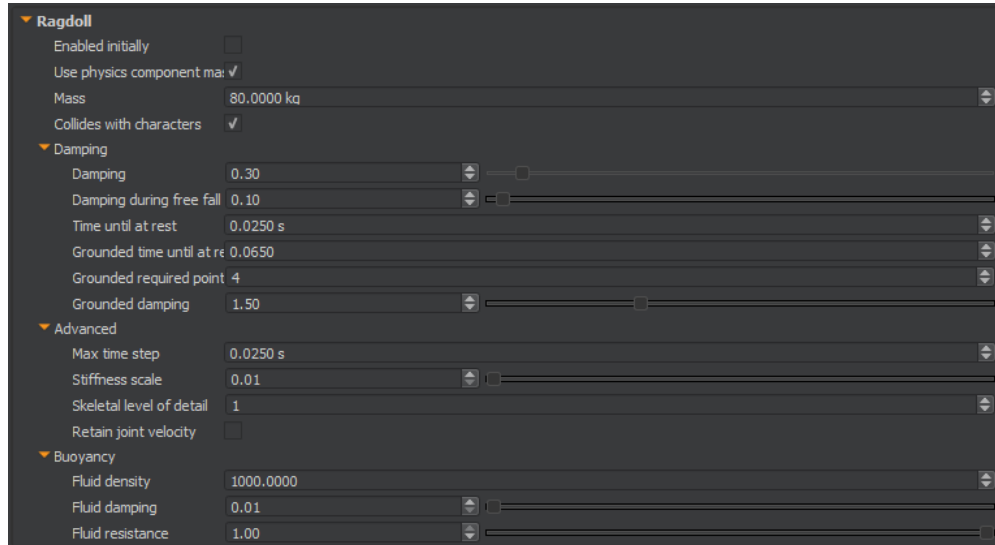 Ragdoll
Enabled initially
Use physics component mas
Mass 80.0000 kg
Collides with characters
Damping
Damping 0.30
Damping during free fall 0.10
Time until at rest 0.0250 s
Grounded time until at re 0.0650
Grounded required point 4
Grounded damping 1.50
Advanced
Max time step 0.0250 s
Stiffness scale 0.01
Skeletal level of detail 1
Retain joint velocity
Buoyancy
Fluid density 1000.0000
Fluid damping 0.01
Fluid resistance 1.00